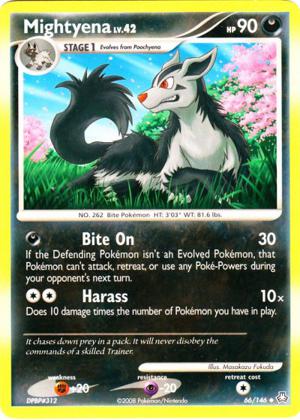 Mightyena LV.42 HP 90
STAGE 1 Evolves from Poochyena
NO. 262 Bite Pokémon HT: 3'03" WT: 81.6 lbs.
Bite On 30
If the Defending Pokémon isn't an Evolved Pokémon, that
Pokémon can't attack, retreat, or use any Poké-Powers during
your opponent's next turn.
Harass 10×
Does 10 damage times the number of Pokémon you have in play.
It chases down prey in a pack. It will never disobey the
commands of a skilled Trainer.
Illus. Masakazu Fukuda
weakness resistance retreat cost
+20 -20
DPBP#312 ©2008 Pokémon/Nintendo 66/146